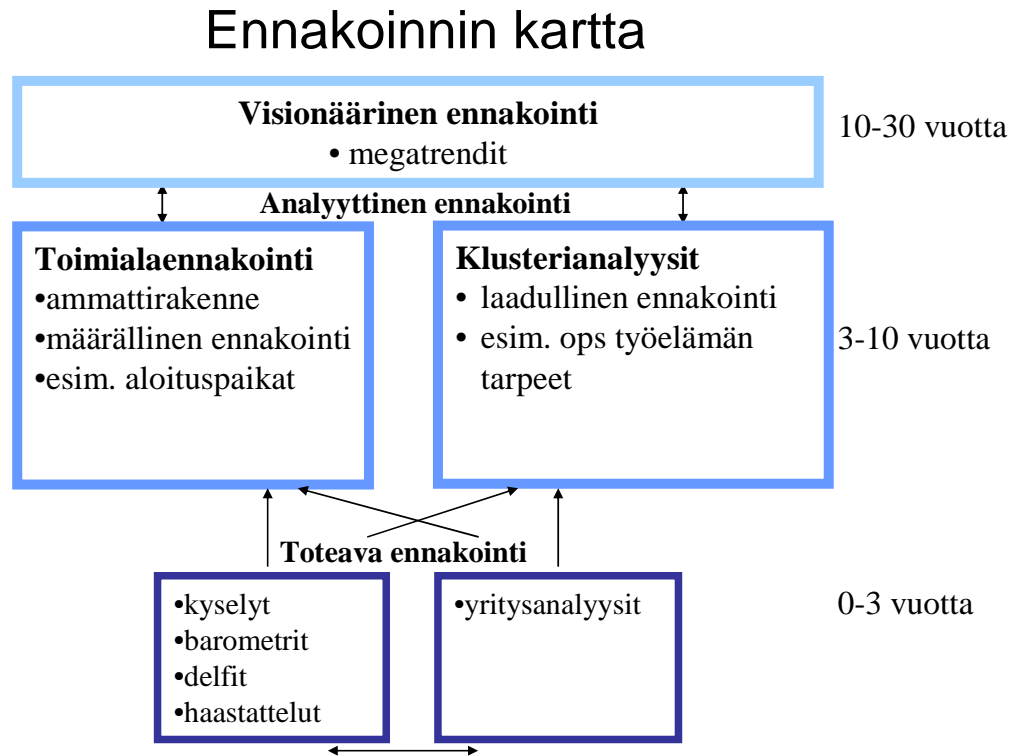 Ennakoinnin kartta
Visionäärinen ennakointi
• megatrendit
10-30 vuotta
Analyyttinen ennakointi
Toimialaennakointi
•ammattirakenne
•määrällinen ennakointi
•esim. aloituspaikat
Klusterianalyysit
• laadullinen ennakointi
• esim. ops työelämän
tarpeet
3-10 vuotta
Toteava ennakointi
•kyselyt
•barometrit
•delfit
•haastattelut
•yritysanalyysit
0-3 vuotta